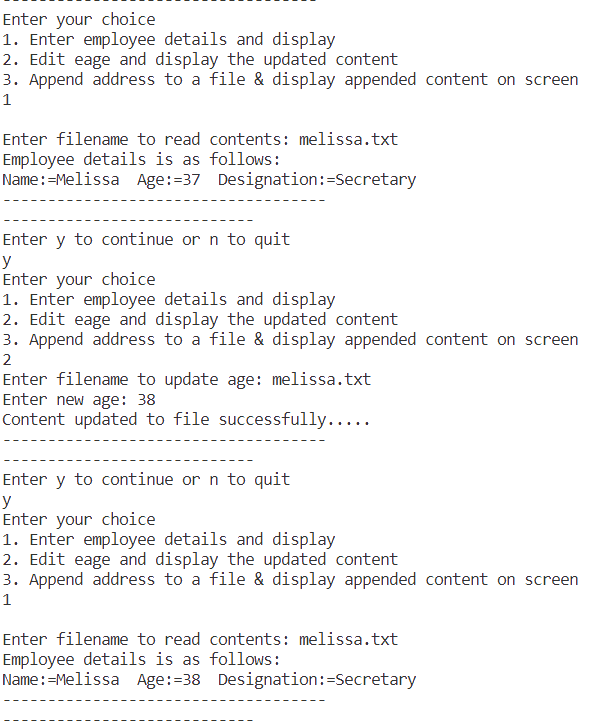 -----------------------------------
Enter your choice
1. Enter employee details and display
2. Edit eage and display the updated content
3. Append address to a file & display appended content on screen
1

Enter filename to read contents: melissa.txt
Employee details is as follows:
Name:=Melissa  Age:=37  Designation:=Secretary
------------------------------------
----------------------------
Enter y to continue or n to quit
y
Enter your choice
1. Enter employee details and display
2. Edit eage and display the updated content
3. Append address to a file & display appended content on screen
2
Enter filename to update age: melissa.txt
Enter new age: 38
Content updated to file successfully.....
------------------------------------
----------------------------
Enter y to continue or n to quit
y
Enter your choice
1. Enter employee details and display
2. Edit eage and display the updated content
3. Append address to a file & display appended content on screen
1

Enter filename to read contents: melissa.txt
Employee details is as follows:
Name:=Melissa  Age:=38  Designation:=Secretary
------------------------------------
----------------------------